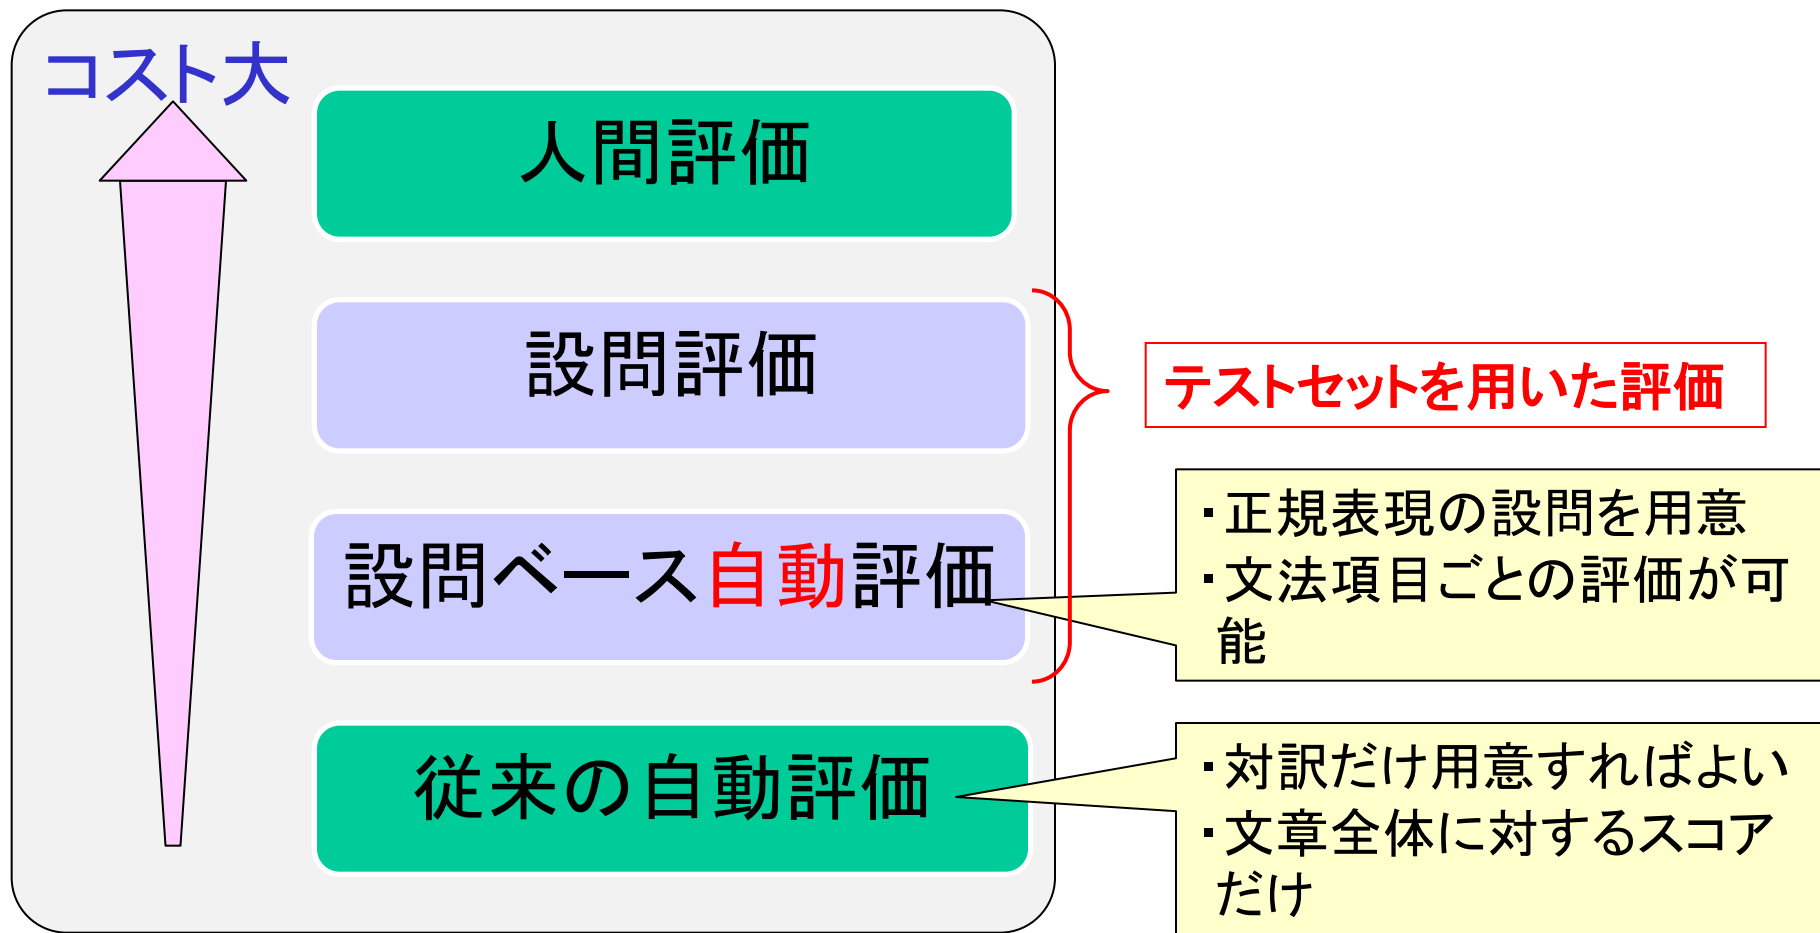 コスト大
人間評価
設問評価
テストセットを用いた評価
設問ベース自動評価
・正規表現の設問を用意
・文法項目ごとの評価が可
能
従来の自動評価
・対訳だけ用意すればよい
・文章全体に対するスコア
だけ